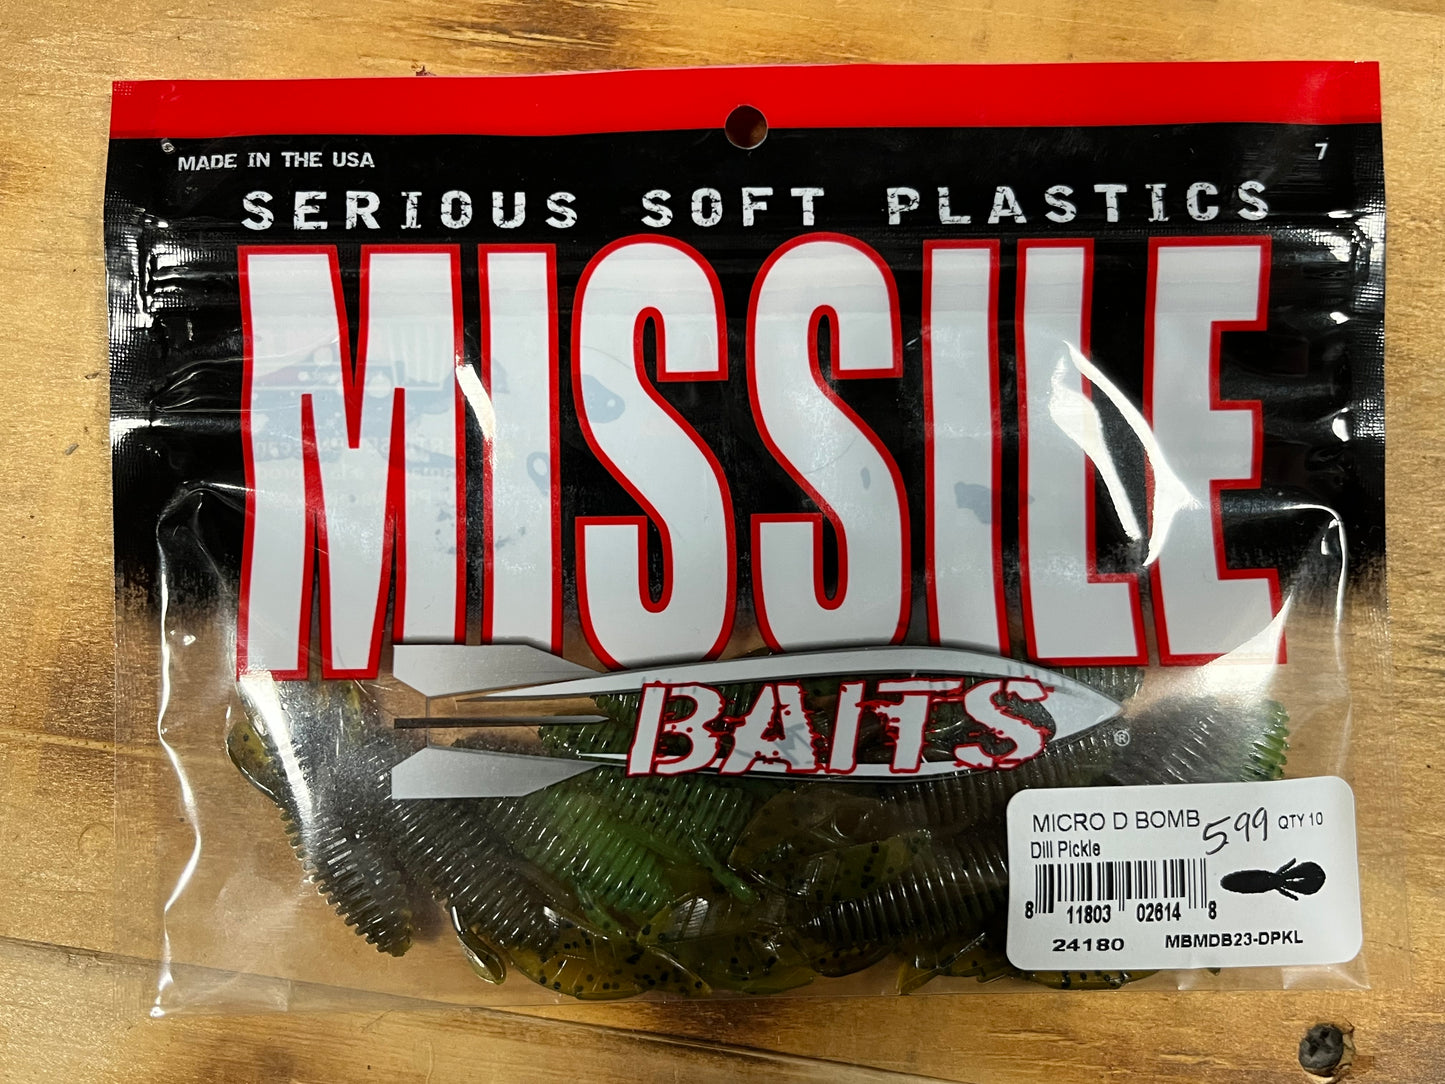 MADE IN THE USA
7
SERIOUS SOFT PLASTICS
MISSILE
BAITS ®
MICRO D BOMB 5.99 QTY 10
Dill Pickle
8 11803 02614 8
24180 MBMDB23-DPKL